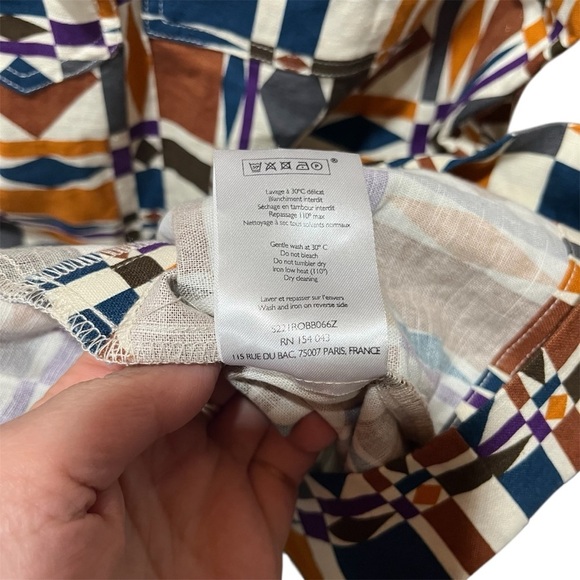 ®
Lavage à 30°C délicat
Blanchiment interdit
Séchage en tambour interdit
Repassage 110° max
Nettoyage à sec tous solvants normaux
Gentle wash at 30° C
Do not bleach
Do not tumbler dry
Iron low heat (110°)
Dry cleaning
Laver et repasser sur l'envers
Wash and iron on reverse side
S221ROBB066Z
RN 154 043
115 RUE DU BAC, 75007 PARIS, FRANCE